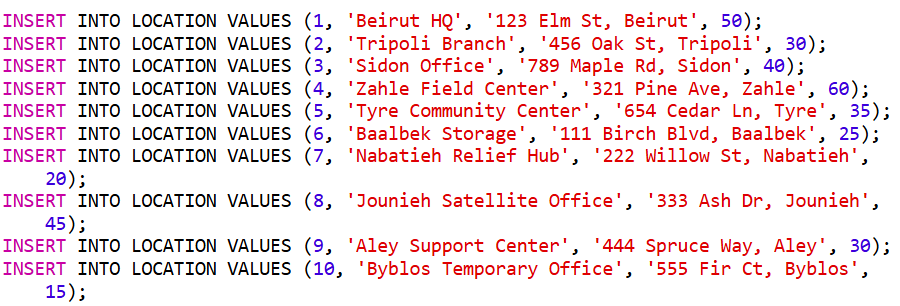 INSERT INTO LOCATION VALUES (1, 'Beirut HQ', '123 Elm St, Beirut', 50);
INSERT INTO LOCATION VALUES (2, 'Tripoli Branch', '456 Oak St, Tripoli', 30);
INSERT INTO LOCATION VALUES (3, 'Sidon Office', '789 Maple Rd, Sidon', 40);
INSERT INTO LOCATION VALUES (4, 'Zahle Field Center', '321 Pine Ave, Zahle', 60);
INSERT INTO LOCATION VALUES (5, 'Tyre Community Center', '654 Cedar Ln, Tyre', 35);
INSERT INTO LOCATION VALUES (6, 'Baalbek Storage', '111 Birch Blvd, Baalbek', 25);
INSERT INTO LOCATION VALUES (7, 'Nabatieh Relief Hub', '222 Willow St, Nabatieh',
20);
INSERT INTO LOCATION VALUES (8, 'Jounieh Satellite Office', '333 Ash Dr, Jounieh',
45);
INSERT INTO LOCATION VALUES (9, 'Aley Support Center', '444 Spruce Way, Aley', 30);
INSERT INTO LOCATION VALUES (10, 'Byblos Temporary Office', '555 Fir Ct, Byblos',
15);